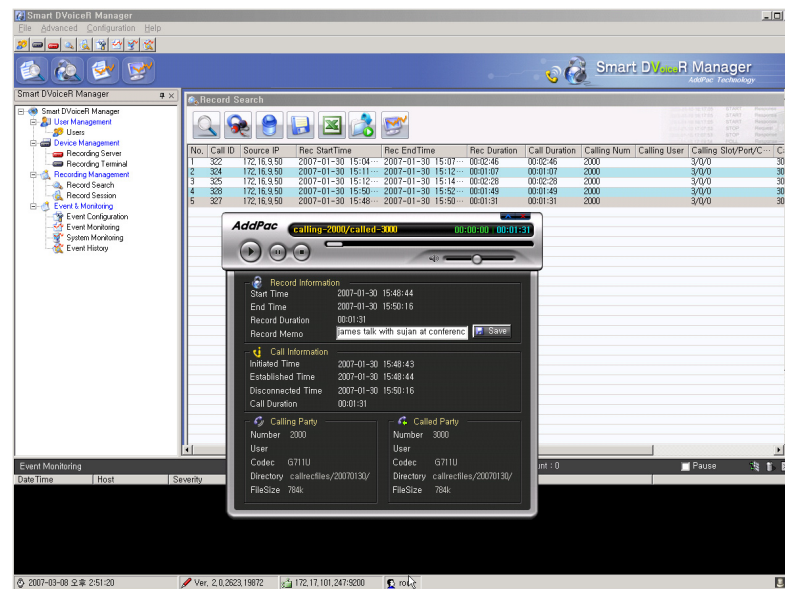 Smart DVoiceR Manager
File Advanced Configuration Help
Smart DVoiceR Manager
AddPac Technology
Smart DVoiceR Manager
Smart DVoiceR Manager
User Management
Users
Device Management
Recording Server
Recording Terminal
Recording Management
Record Search
Record Session
Event & Monitoring
Event Configuration
Event Monitoring
System Monitoring
Event History
Record Search
No. Call ID Source IP Rec StartTime Rec EndTime Rec Duration Call Duration Calling Num Calling User Calling Slot/Port/C...
1 322 172,16,9,50 2007-01-30 15:04... 2007-01-30 15:07... 00:02:46 00:02:46 2000 3/0/0 30
2 324 172,16,9,50 2007-01-30 15:11... 2007-01-30 15:12... 00:01:07 00:01:07 2000 3/0/0 30
3 325 172,16,9,50 2007-01-30 15:12... 2007-01-30 15:14... 00:02:28 00:02:28 2000 3/0/0 30
4 328 172,16,9,50 2007-01-30 15:50... 2007-01-30 15:52... 00:01:49 00:01:49 2000 3/0/0 30
5 327 172,16,9,50 2007-01-30 15:48... 2007-01-30 15:50... 00:01:31 00:01:31 2000 3/0/0 30
AddPac
calling-2000/called-3000 00:00:00 00:01:31
Record Information
Start Time 2007-01-30 15:48:44
End Time 2007-01-30 15:50:16
Record Duration 00:01:31
Record Memo james talk with sujan at conferenc Save
Call Information
Initiated Time 2007-01-30 15:48:43
Established Time 2007-01-30 15:48:44
Disconnected Time 2007-01-30 15:50:16
Call Duration 00:01:31
Calling Party
Number 2000
User
Codec G711U
Directory callrecfiles/20070130/
FileSize 784k
Called Party
Number 3000
User
Codec G711U
Directory callrecfiles/20070130/
FileSize 784k
Event Monitoring
unt : 0 Pause
DateTime Host Severity
2007-03-08 오후 2:51:20 Ver, 2,0,2623,19872 172,17,101,247:9200